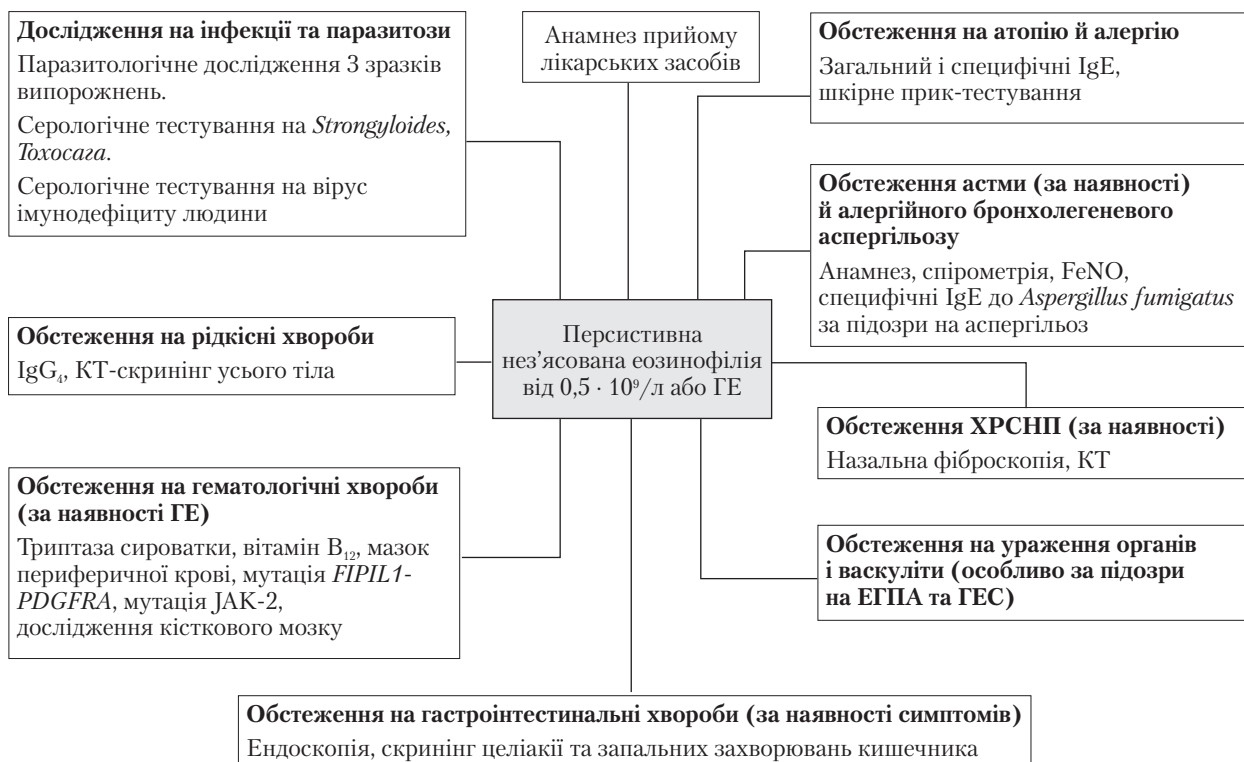 Дослідження на інфекції та паразитози
Паразитологічне дослідження 3 зразків
випорожнень.
Серологічне тестування на Strongyloides,
Toxocara.
Серологічне тестування на вірус
імунодефіциту людини
Анамнез прийому
лікарських засобів
Обстеження на атопію й алергію
Загальний і специфічні IgE,
шкірне прик-тестування
Обстеження астми (за наявності)
й алергійного бронхолегеневого
аспергільозу
Анамнез, спірометрія, FeNO,
специфічні IgE до Aspergillus fumigatus
за підозри на аспергільоз
Обстеження на рідкісні хвороби
IgG₄, КТ-скринінг усього тіла
Персистивна
нез'ясована еозинофілія
від 0,5 · 10⁹/л або ГЕ
Обстеження ХРСНП (за наявності)
Назальна фіброскопія, КТ
Обстеження на гематологічні хвороби
(за наявності ГЕ)
Триптаза сироватки, вітамін B₁₂, мазок
периферичної крові, мутація FIPIL1-
PDGFRA, мутація JAK-2,
дослідження кісткового мозку
Обстеження на ураження органів
і васкуліти (особливо за підозри
на ЕГПА та ГЕС)
Обстеження на гастроінтестинальні хвороби (за наявності симптомів)
Ендоскопія, скринінг целіакії та запальних захворювань кишечника